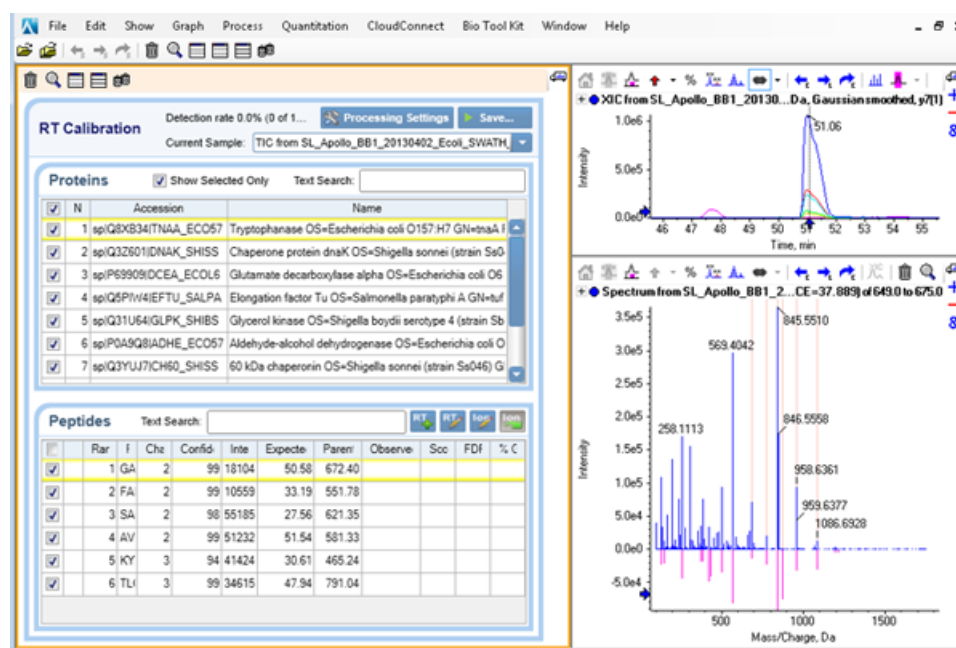 File Edit Show Graph Process Quantitation CloudConnect Bio Tool Kit Window Help
RT Calibration
Detection rate 0.0% (0 of 1...
Processing Settings
Save...
Current Sample: TIC from SL_Apollo_BB1_20130402_Ecoli_SWATH_
Proteins
Show Selected Only
Text Search:
N Accession Name
1 sp|Q8XB34|TNAA_ECO57 Tryptophanase OS=Escherichia coli O157:H7 GN=tnaA
2 sp|Q3Z601|DNAK_SHISS Chaperone protein dnaK OS=Shigella sonnei (strain Ss0
3 sp|P69909|DCEA_ECOL6 Glutamate decarboxylase alpha OS=Escherichia coli O6
4 sp|Q5PIW4|EFTU_SALPA Elongation factor Tu OS=Salmonella paratyphi A GN=tuf
5 sp|Q31U64|GLPK_SHIBS Glycerol kinase OS=Shigella boydii serotype 4 (strain Sb
6 sp|P0A9Q8|ADHE_ECO57 Aldehyde-alcohol dehydrogenase OS=Escherichia coli O
7 sp|Q3YUJ7|CH60_SHISS 60 kDa chaperonin OS=Shigella sonnei (strain Ss046) G
Peptides
Text Search:
RT RT Ion Ion
Rar F Cha Confid Inte Expecte Paren Observe Sco FDF % C
1 GA 2 99 18104 50.58 672.40
2 FA 2 99 10559 33.19 551.78
3 SA 2 98 55185 27.56 621.35
4 AV 2 99 51232 51.54 581.33
5 KY 3 94 41424 30.61 465.24
6 TL( 3 99 34615 47.94 791.04
XIC from SL_Apollo_BB1_20130...Da, Gaussian smoothed, y7[1]
1.0e6
51.06
5.0e5
0.0e0
Intensity
46 47 48 49 50 51 52 53 54 55
Time, min
Spectrum from SL_Apollo_BB1_2...CE=37.889) of 649.0 to 675.0
3.5e5
845.5510
3.0e5
569.4042
2.5e5
2.0e5
846.5558
258.1113
1.5e5
958.6361
1.0e5
959.6377
5.0e4
1086.6928
0.0e0
-5.0e4
Intensity
500 1000 1500
Mass/Charge, Da